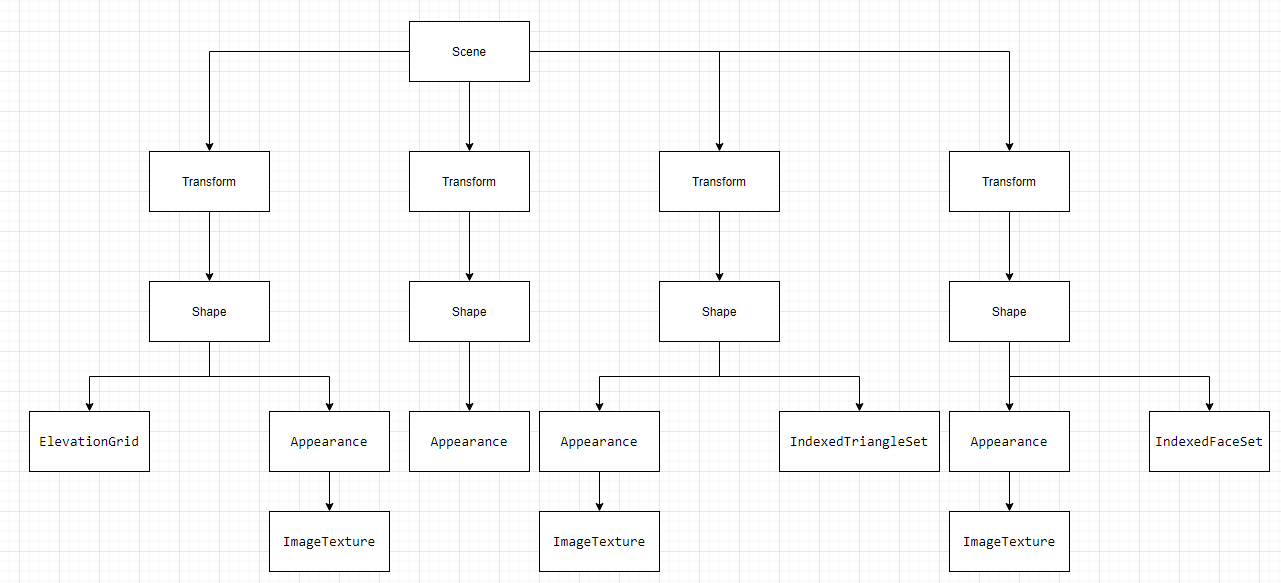 Scene
Transform
Transform
Transform
Transform
Shape
Shape
Shape
Shape
ElevationGrid
Appearance
Appearance
Appearance
IndexedTriangleSet
Appearance
IndexedFaceSet
ImageTexture
ImageTexture
ImageTexture